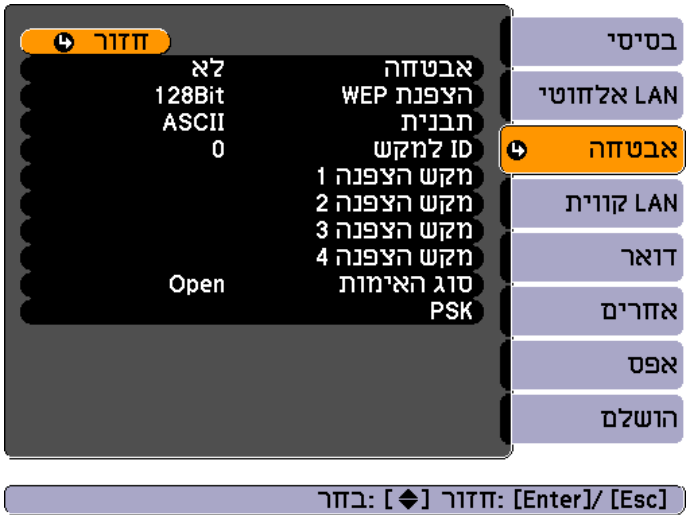 בסיסי
LAN אלחוטי
אבטחה
LAN קווית
דואר
אחרים
אפס
הושלם
חזור
אבטחה לא
הצפנת WEP 128Bit
תבנית ASCII
ID למקש 0
מקש הצפנה 1
מקש הצפנה 2
מקש הצפנה 3
מקש הצפנה 4
סוג האימות Open
PSK
[Esc] /[Enter] :חזור [ ] :בחר